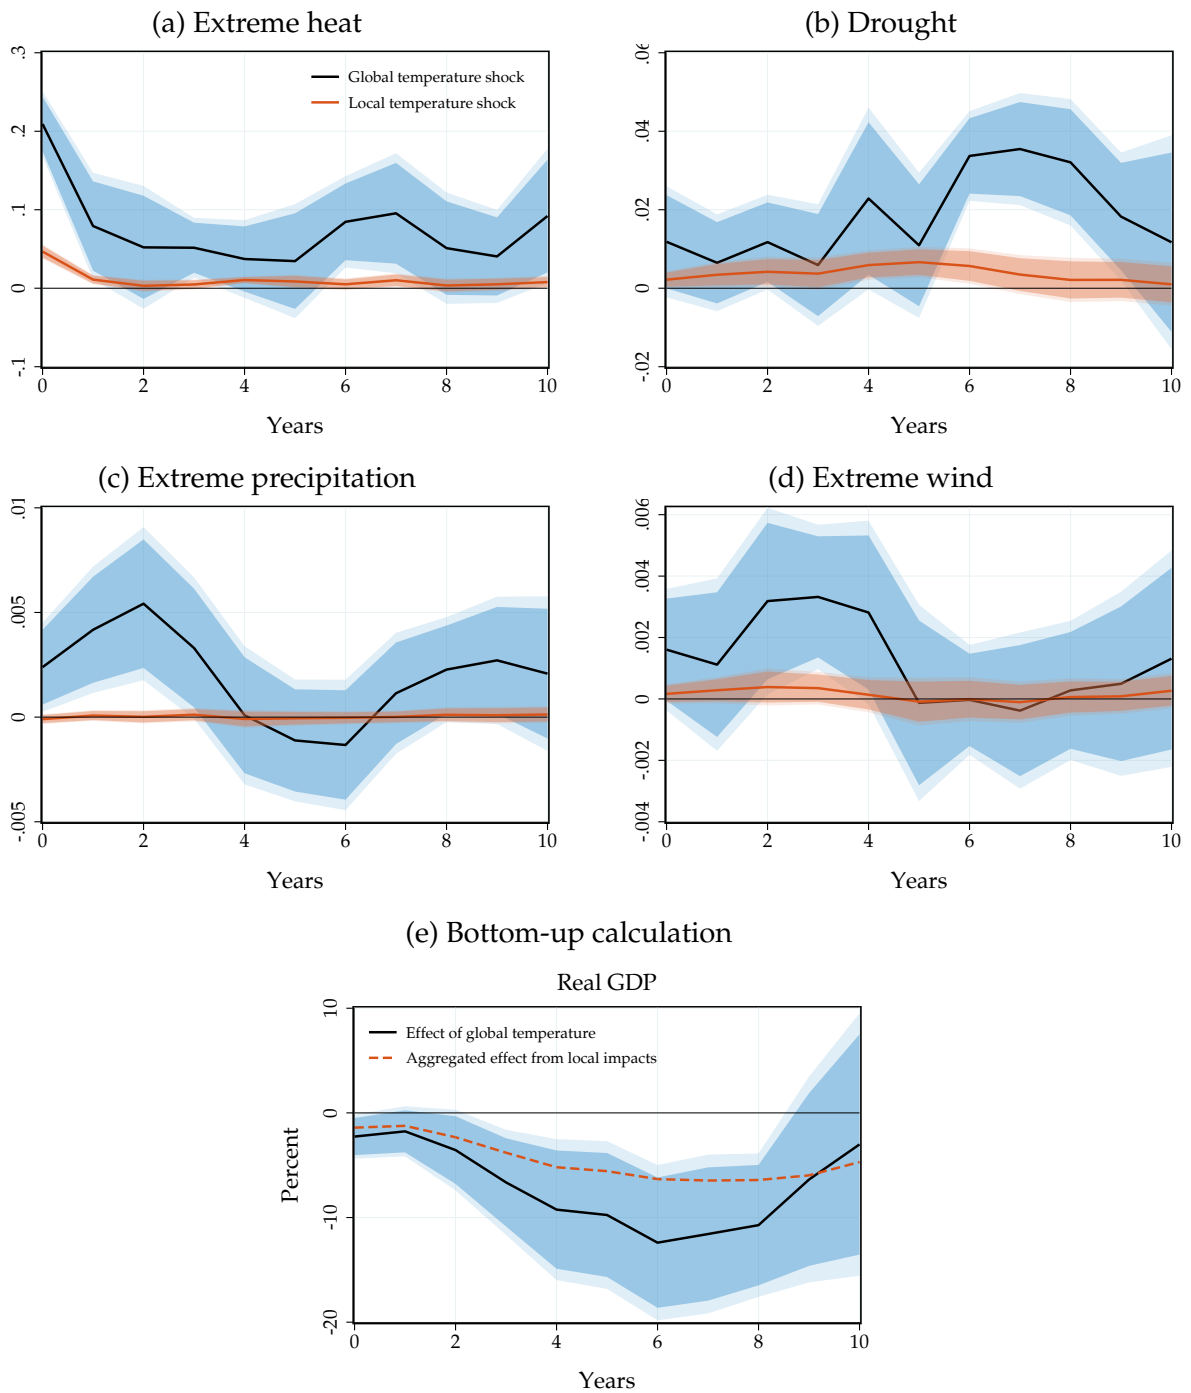 (a) Extreme heat
.3
.2
.1
0
-.1
Global temperature shock
Local temperature shock
0 2 4 6 8 10
Years
(b) Drought
.06
.04
.02
0
-.02
0 2 4 6 8 10
Years
(c) Extreme precipitation
.01
.005
0
-.005
0 2 4 6 8 10
Years
(d) Extreme wind
.006
.004
.002
0
-.002
-.004
0 2 4 6 8 10
Years
(e) Bottom-up calculation
Real GDP
Percent
10
0
-10
-20
Effect of global temperature
Aggregated effect from local impacts
0 2 4 6 8 10
Years